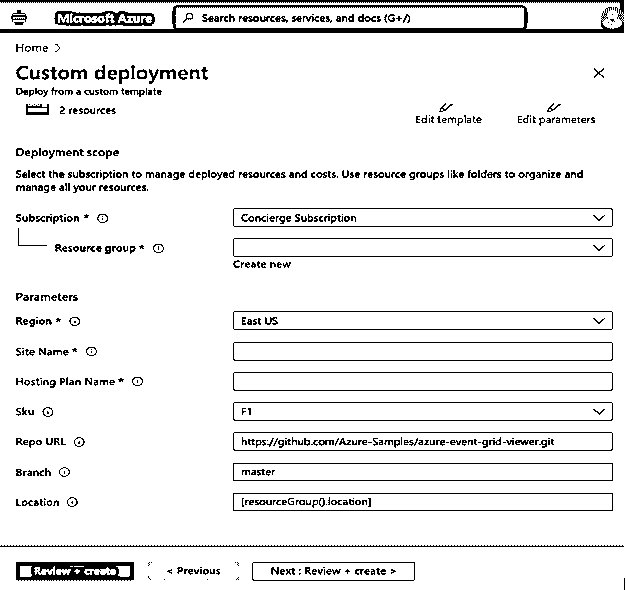 Microsoft Azure
Search resources, services, and docs (G+/)
Home >
Custom deployment
Deploy from a custom template
2 resources
Edit template
Edit parameters
Deployment scope
Select the subscription to manage deployed resources and costs. Use resource groups like folders to organize and
manage all your resources.
Subscription * Concierge Subscription
Resource group *
Create new
Parameters
Region * East US
Site Name *
Hosting Plan Name *
Sku F1
Repo URL https://github.com/Azure-Samples/azure-event-grid-viewer.git
Branch master
Location [resourceGroup().location]
Review + create < Previous Next : Review + create >